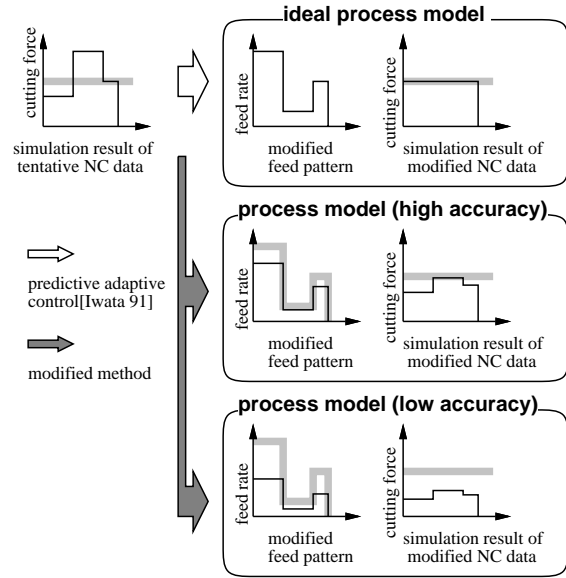 ideal process model
cutting force
simulation result of
tentative NC data
feed rate
modified
feed pattern
cutting force
simulation result of
modified NC data
process model (high accuracy)
feed rate
modified
feed pattern
cutting force
simulation result of
modified NC data
predictive adaptive
control[Iwata 91]
modified method
process model (low accuracy)
feed rate
modified
feed pattern
cutting force
simulation result of
modified NC data